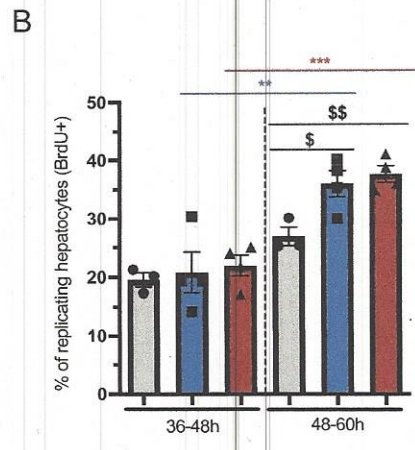 B
***
**
$$
$
% of replicating hepatocytes (BrdU+)
50
40
30
20
10
0
36-48h
48-60h